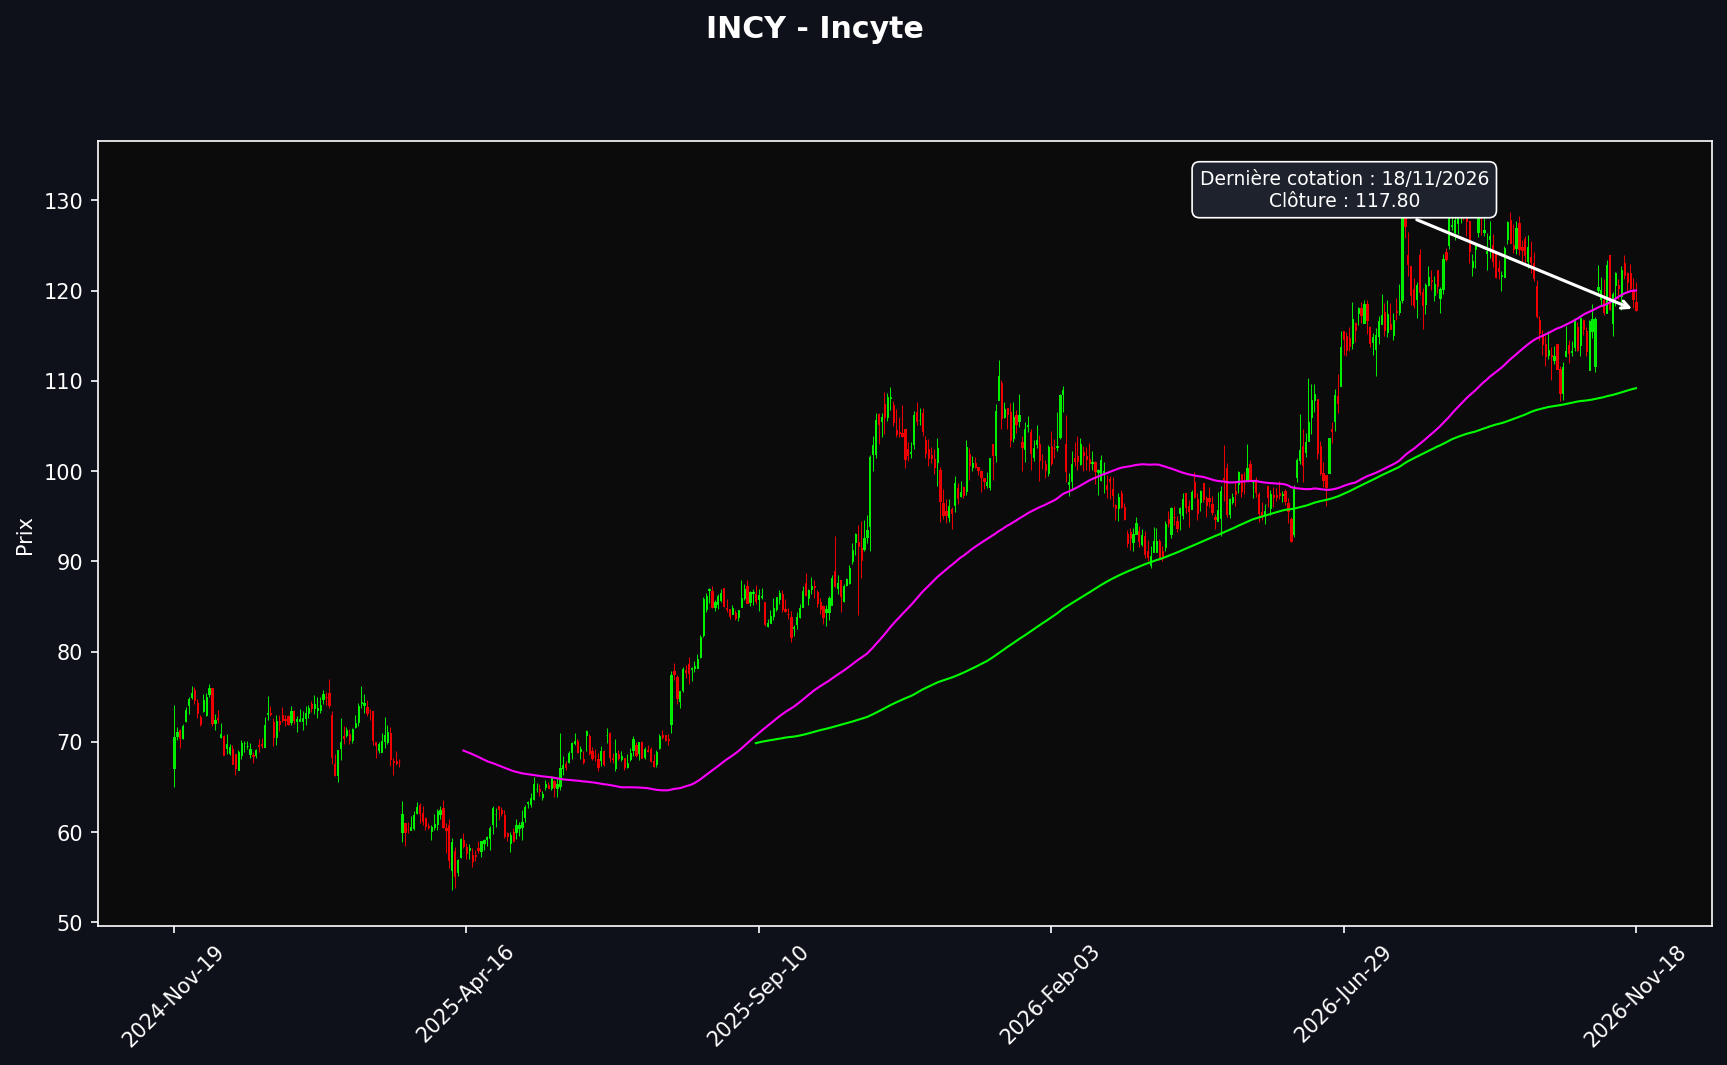 INCY - Incyte
Dernière cotation : 18/11/2026
Clôture : 117.80
Prix
130
120
110
100
90
80
70
60
50
2024-Nov-19
2025-Apr-16
2025-Sep-10
2026-Feb-03
2026-Jun-29
2026-Nov-18